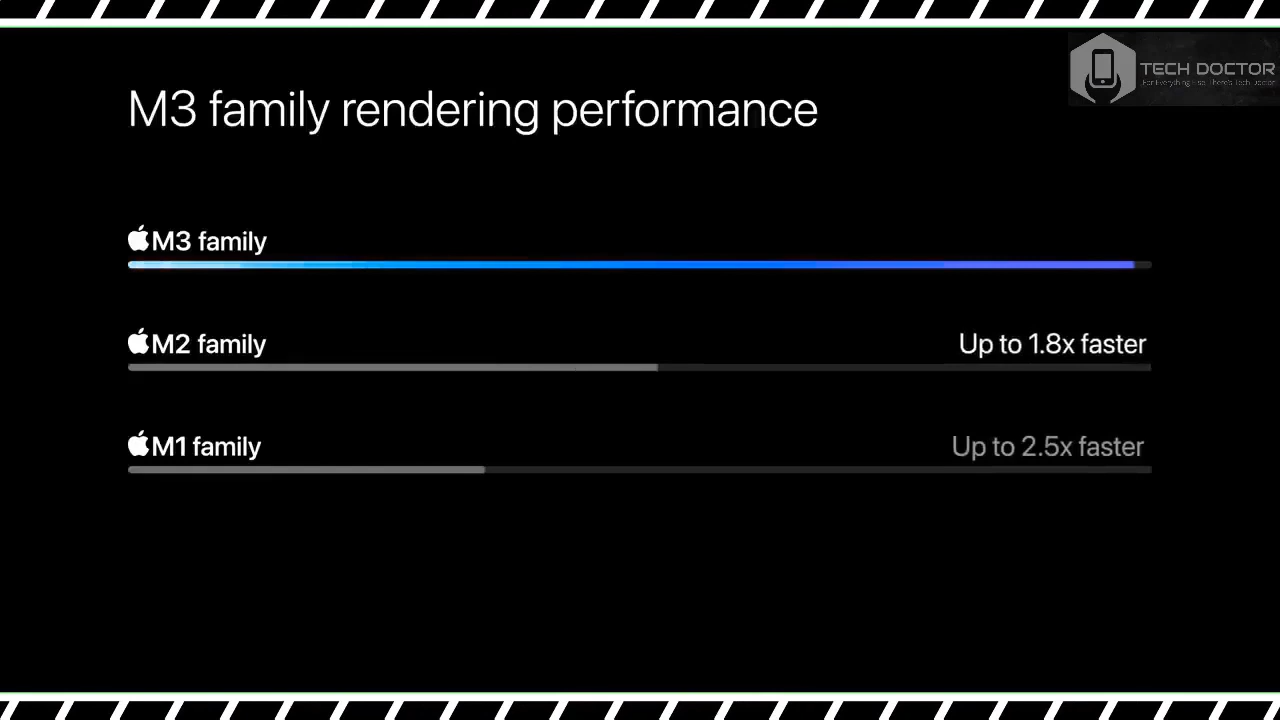 TECH DOCTOR
M3 family rendering performance
M3 family
M2 family
Up to 1.8x faster
M1 family
Up to 2.5x faster